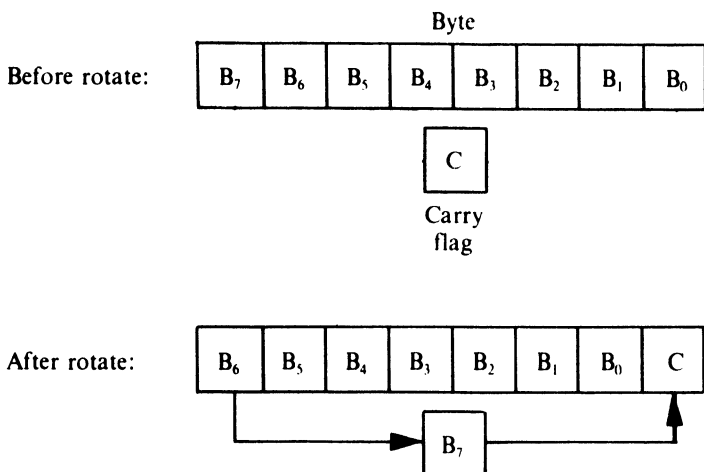 Byte
Before rotate: B₇ B₆ B₅ B₄ B₃ B₂ B₁ B₀
C
Carry
flag
After rotate: B₆ B₅ B₄ B₃ B₂ B₁ B₀ C
B₇